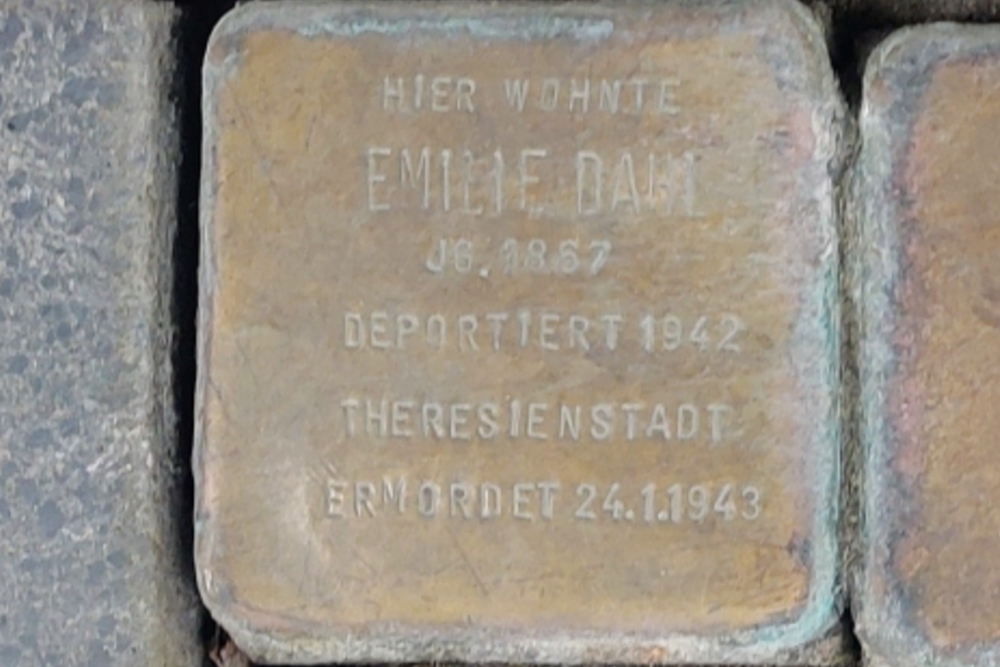 HIER WOHNTE
EMILIE DAHL
JG. 1867
DEPORTIERT 1942
THERESIENSTADT
ERMORDET 24.1.1943